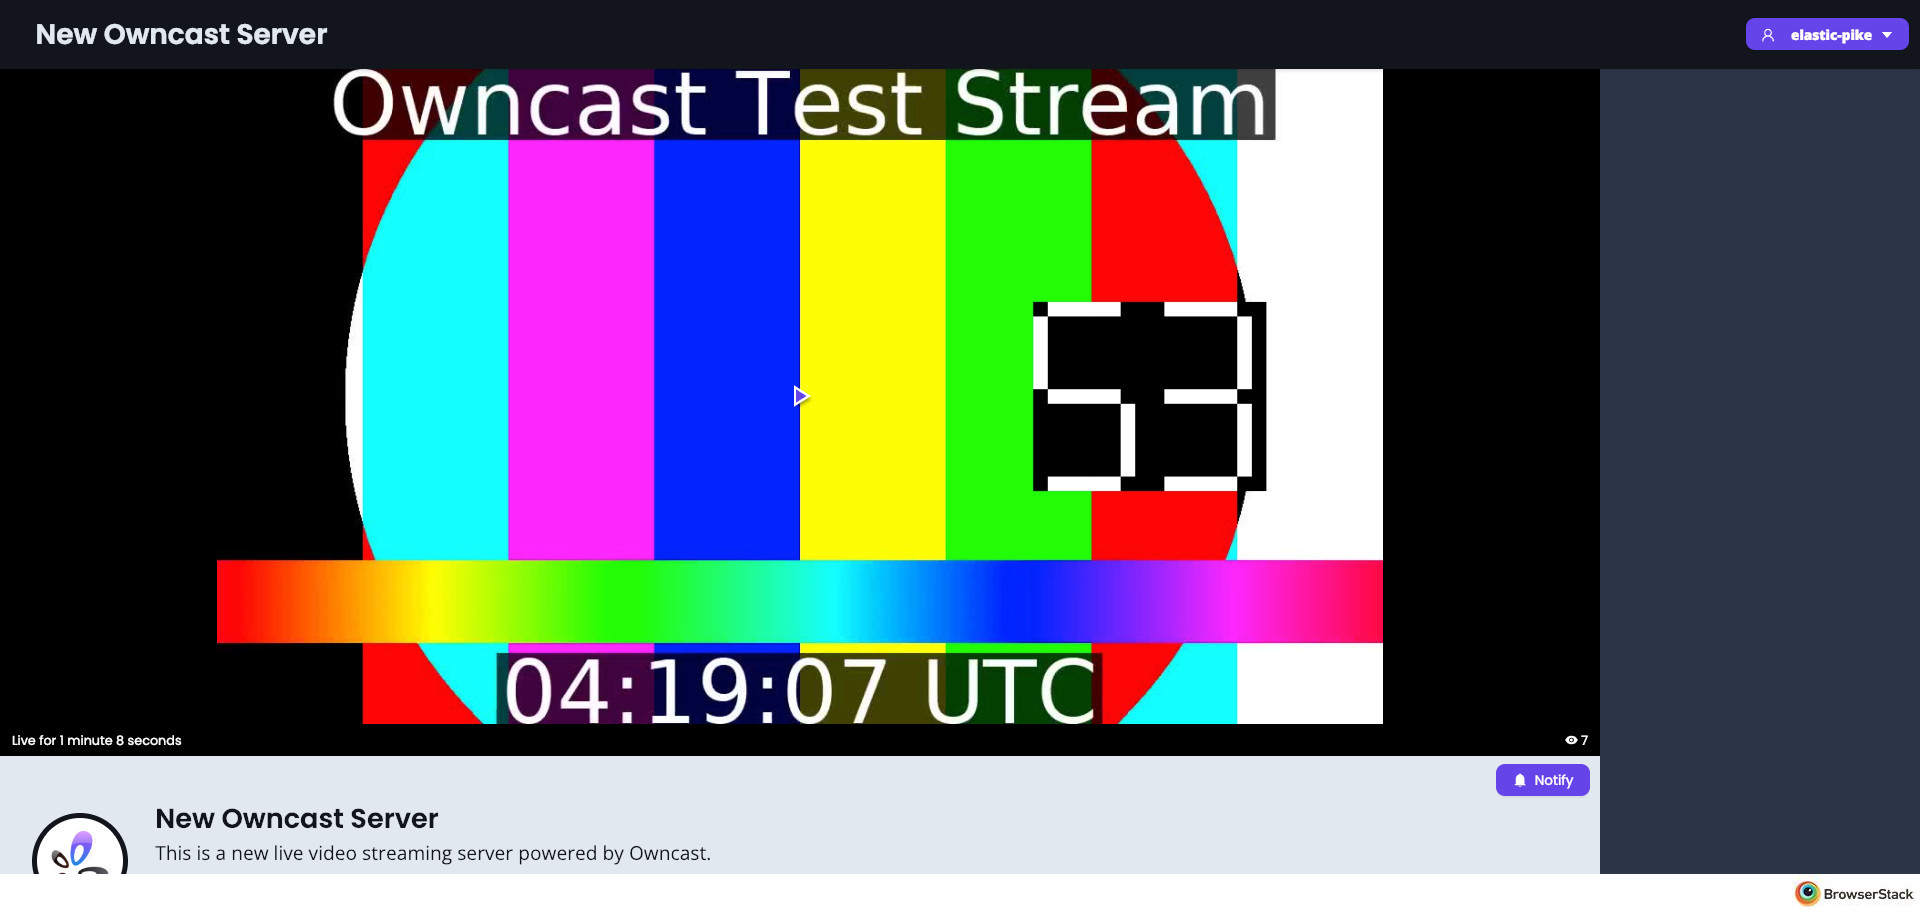 New Owncast Server
elastic-pike
Owncast Test Stream
53
04:19:07 UTC
Live for 1 minute 8 seconds
7
Notify
New Owncast Server
This is a new live video streaming server powered by Owncast.
BrowserStack